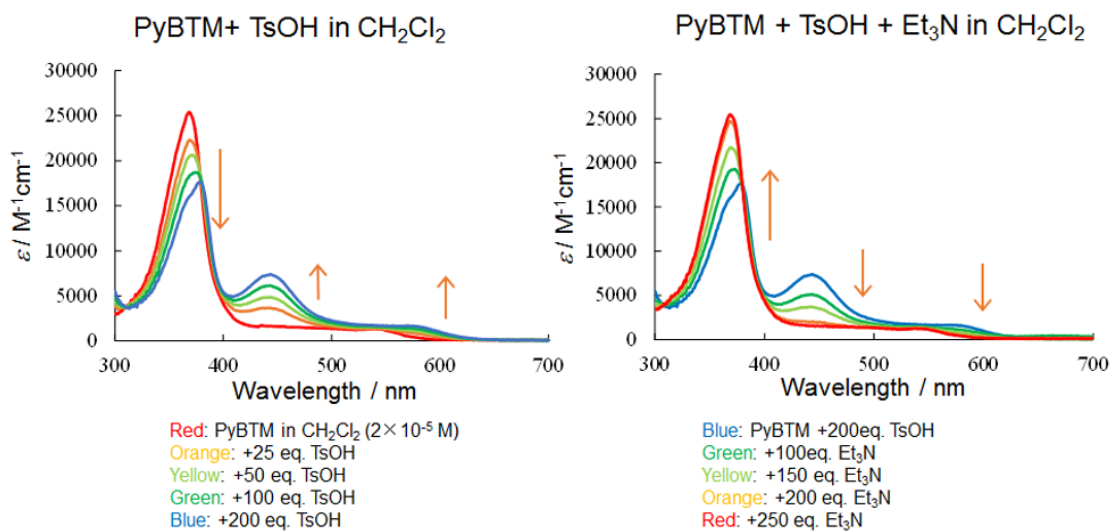 PyBTM+ TsOH in CH₂Cl₂
30000
25000
20000
15000
10000
5000
0
ε / M⁻¹cm⁻¹
300 400 500 600 700
Wavelength / nm
Red: PyBTM in CH₂Cl₂ (2×10⁻⁵ M)
Orange: +25 eq. TsOH
Yellow: +50 eq. TsOH
Green: +100 eq. TsOH
Blue: +200 eq. TsOH
PyBTM + TsOH + Et₃N in CH₂Cl₂
30000
25000
20000
15000
10000
5000
0
ε / M⁻¹cm⁻¹
300 400 500 600 700
Wavelength / nm
Blue: PyBTM +200eq. TsOH
Green: +100eq. Et₃N
Yellow: +150 eq. Et₃N
Orange: +200 eq. Et₃N
Red: +250 eq. Et₃N